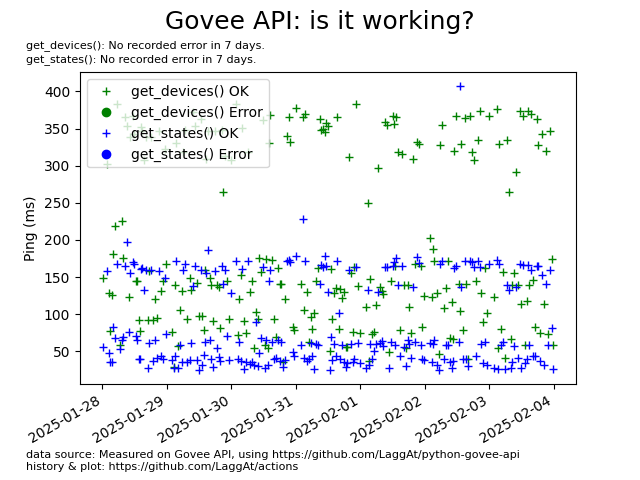 Govee API: is it working?
get_devices(): No recorded error in 7 days.
get_states(): No recorded error in 7 days.
get_devices() OK
get_devices() Error
get_states() OK
get_states() Error
Ping (ms)
400
350
300
250
200
150
100
50
2025-01-28
2025-01-29
2025-01-30
2025-01-31
2025-02-01
2025-02-02
2025-02-03
2025-02-04
data source: Measured on Govee API, using https://github.com/LaggAt/python-govee-api
history & plot: https://github.com/LaggAt/actions